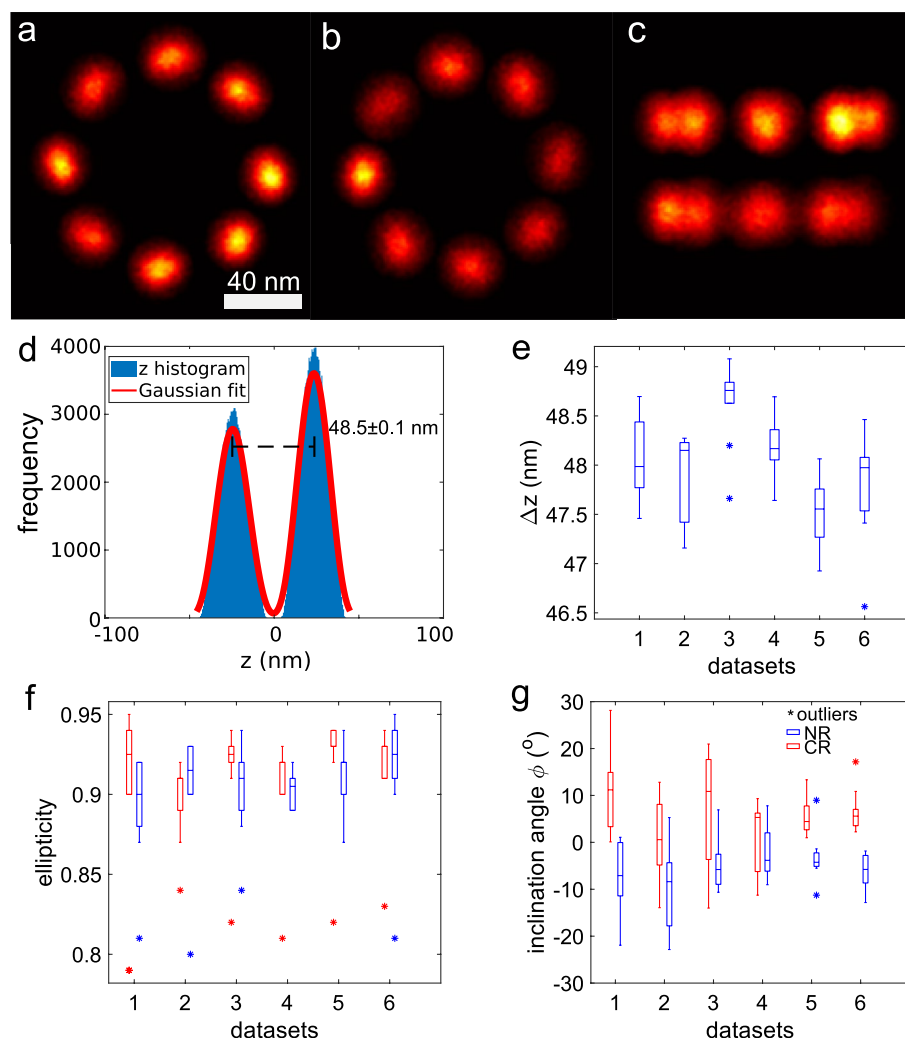 a
b
c
40 nm
d
4000
3000
2000
1000
0
frequency
z histogram
Gaussian fit
48.5±0.1 nm
-100
0
100
z (nm)
e
49
48.5
48
47.5
47
46.5
Δz (nm)
1 2 3 4 5 6
datasets
f
0.95
0.9
0.85
0.8
ellipticity
1 2 3 4 5 6
datasets
g
30
20
10
0
-10
-20
-30
inclination angle ϕ (°)
* outliers
NR
CR
1 2 3 4 5 6
datasets